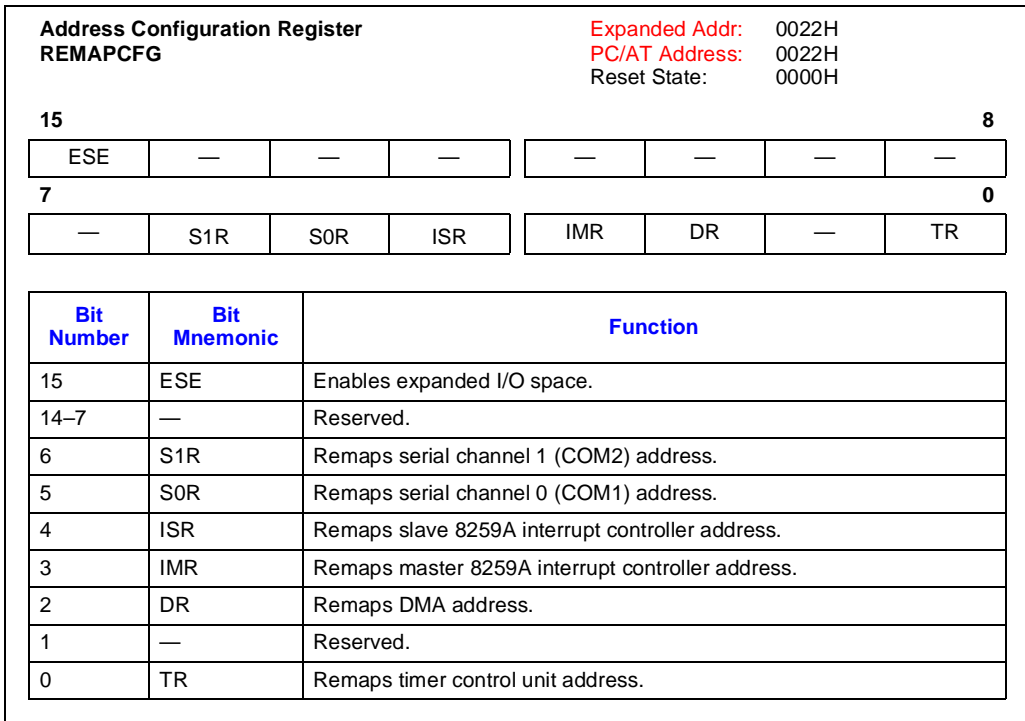 Address Configuration Register Expanded Addr: 0022H
REMAPCFG PC/AT Address: 0022H
Reset State: 0000H
15 8
ESE — — — — — — —
7 0
— S1R S0R ISR IMR DR — TR
Bit Number Bit Mnemonic Function
15 ESE Enables expanded I/O space.
14–7 — Reserved.
6 S1R Remaps serial channel 1 (COM2) address.
5 S0R Remaps serial channel 0 (COM1) address.
4 ISR Remaps slave 8259A interrupt controller address.
3 IMR Remaps master 8259A interrupt controller address.
2 DR Remaps DMA address.
1 — Reserved.
0 TR Remaps timer control unit address.